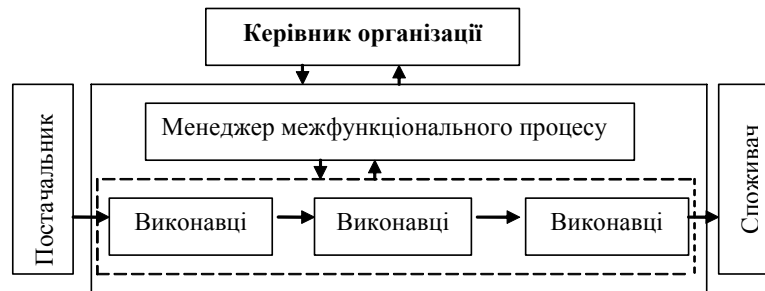 Керівник організації
Постачальник
Менеджер межфункціонального процесу
Виконавці
Виконавці
Виконавці
Споживач